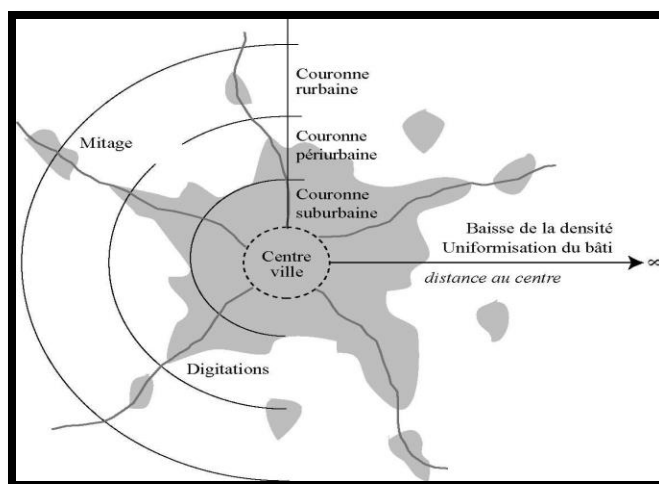 Couronne
rurbaine
Mitage
Couronne
périurbaine
Couronne
suburbaine
Baisse de la densité
Uniformisation du bâti
Centre
ville
∞
distance au centre
Digitations